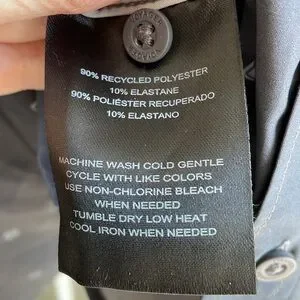 90% RECYCLED POLYESTER
10% ELASTANE
90% POLIÉSTER RECUPERADO
10% ELASTANO
MACHINE WASH COLD GENTLE
CYCLE WITH LIKE COLORS
USE NON-CHLORINE BLEACH
WHEN NEEDED
TUMBLE DRY LOW HEAT
COOL IRON WHEN NEEDED